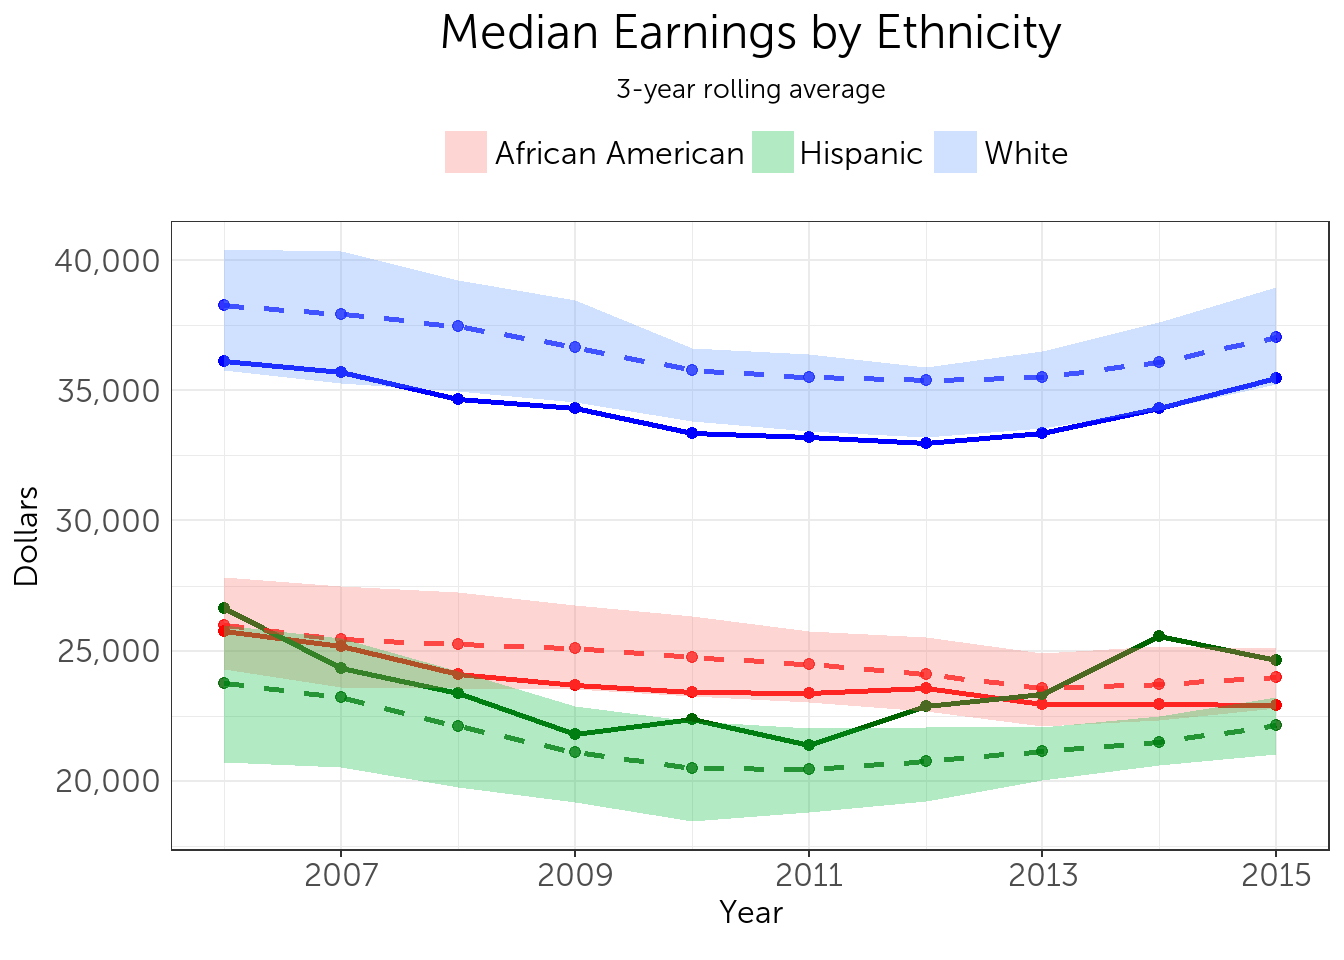 Median Earnings by Ethnicity
3-year rolling average
African American Hispanic White
40,000
35,000
30,000
25,000
20,000
Dollars
2007 2009 2011 2013 2015
Year